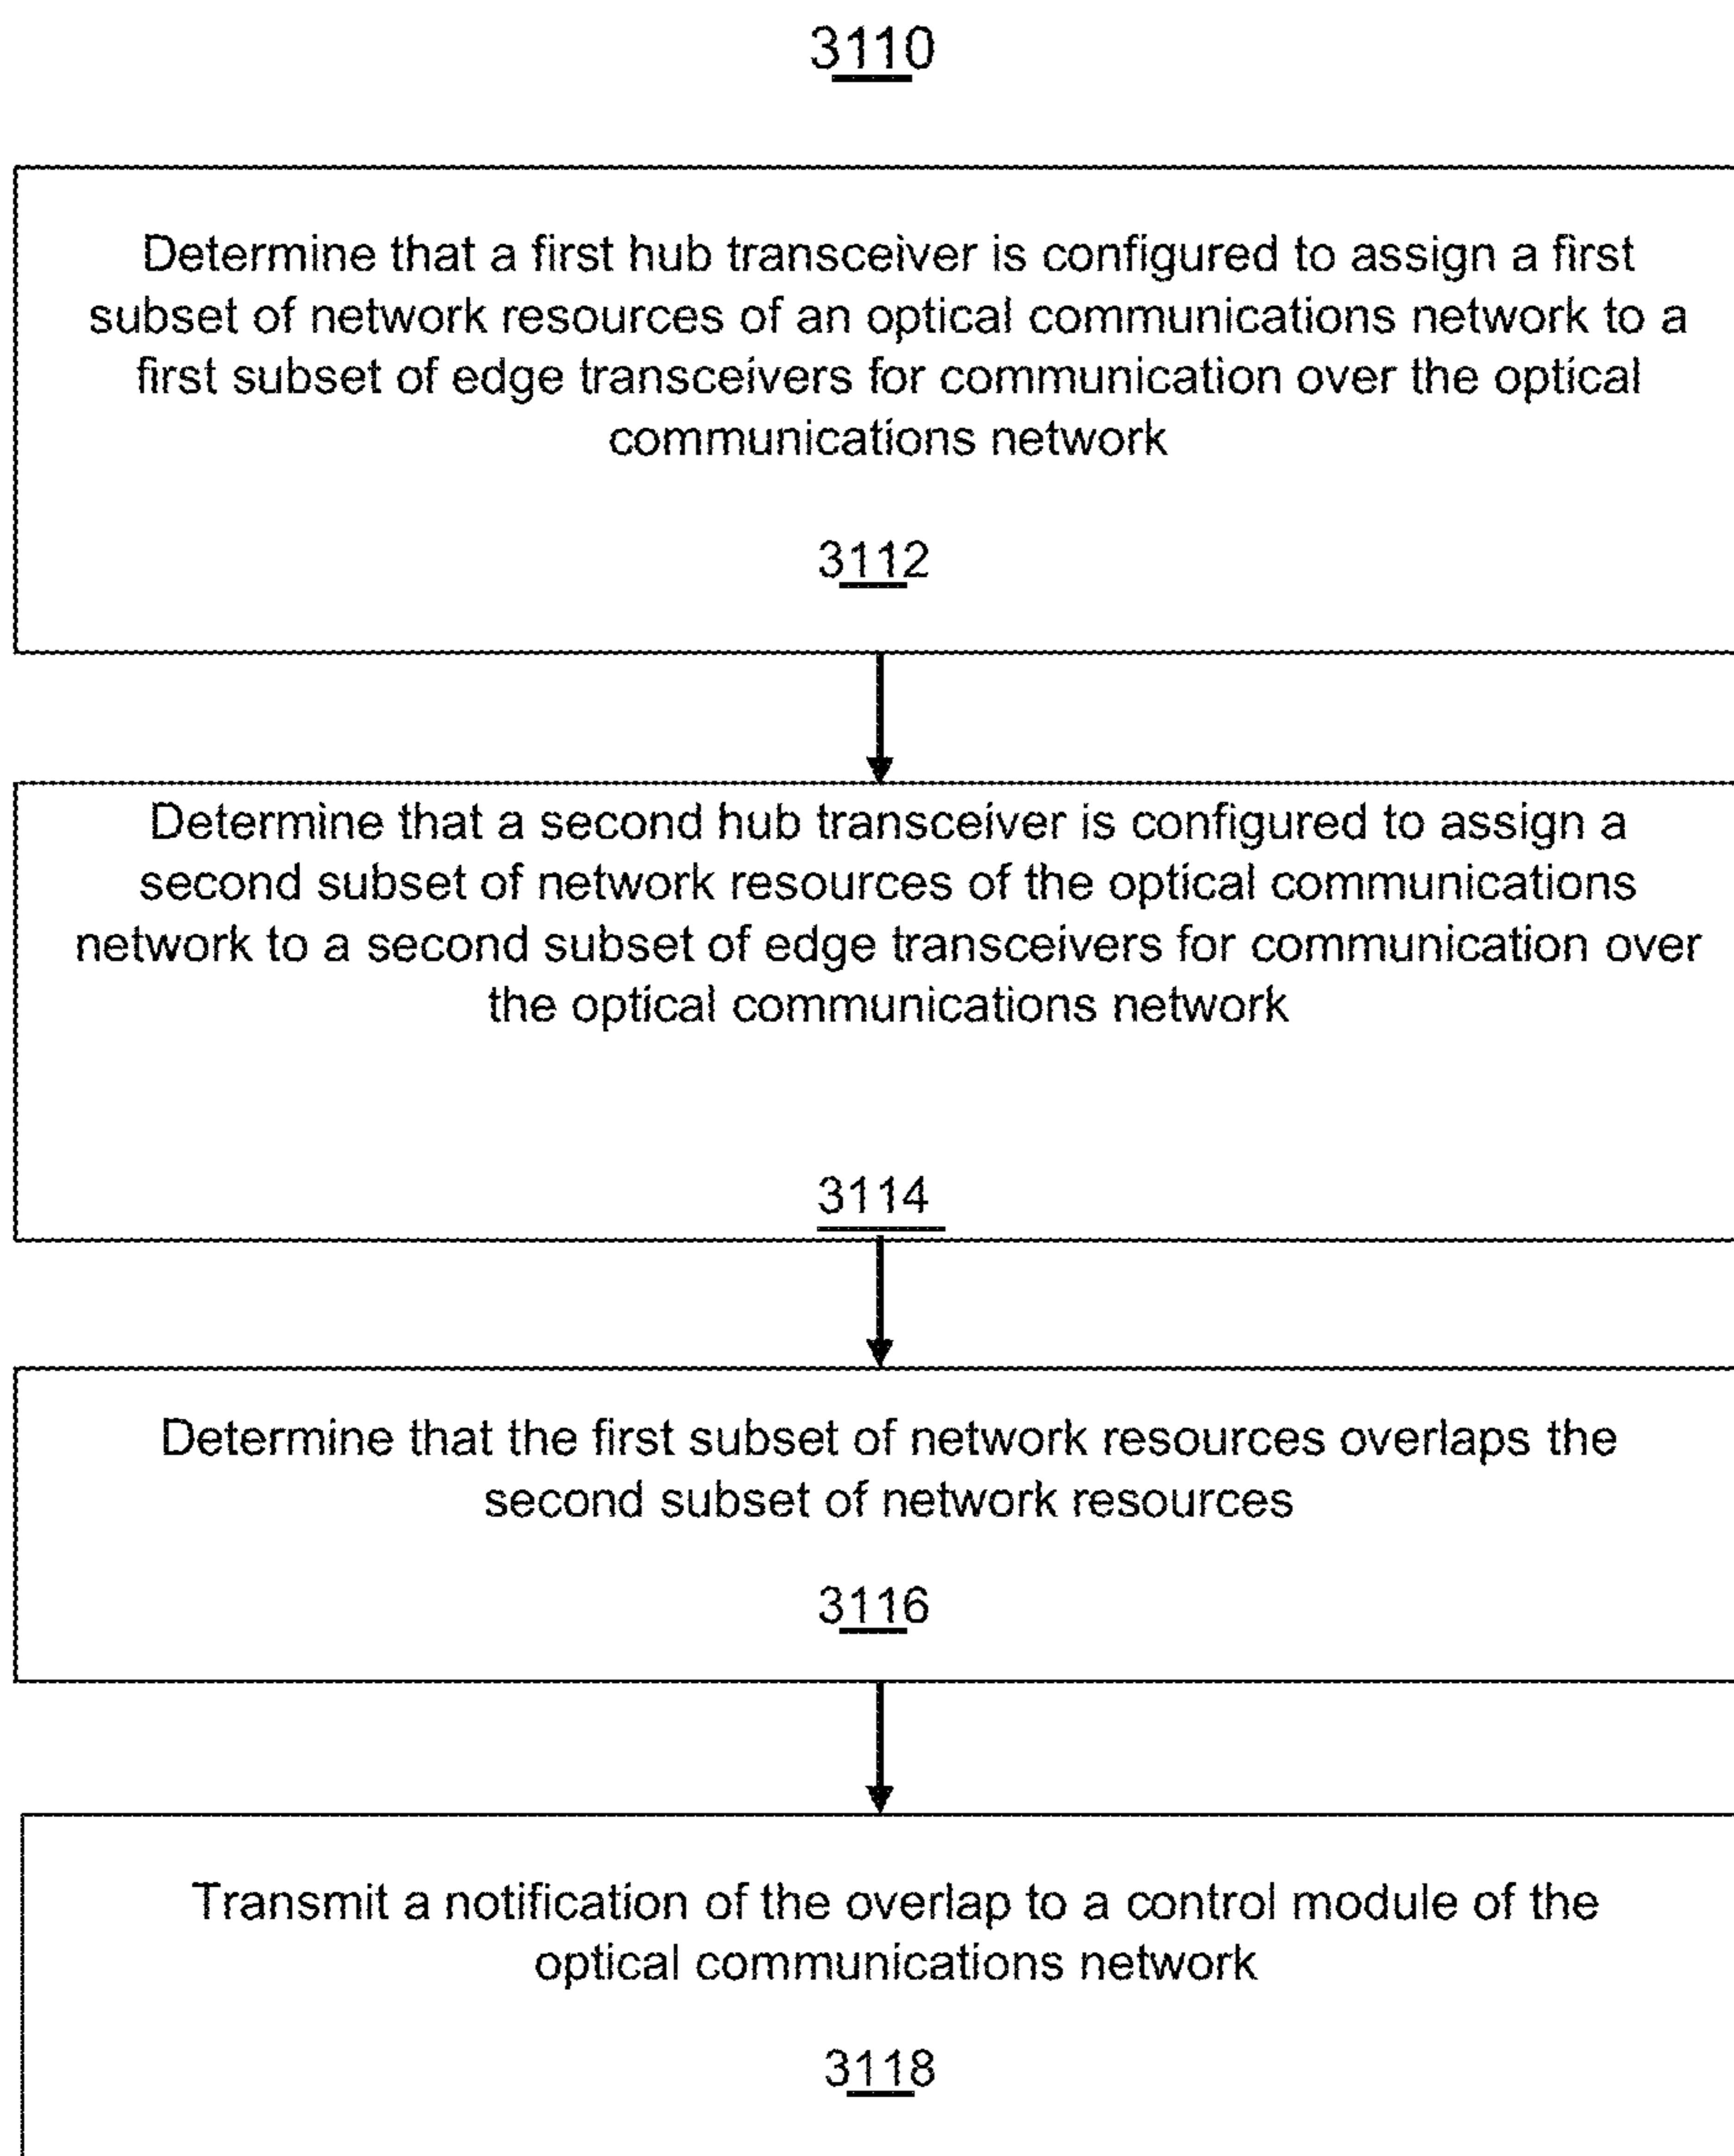 3110
Determine that a first hub transceiver is configured to assign a first
subset of network resources of an optical communications network to a
first subset of edge transceivers for communication over the optical
communications network
3112
Determine that a second hub transceiver is configured to assign a
second subset of network resources of the optical communications
network to a second subset of edge transceivers for communication over
the optical communications network
3114
Determine that the first subset of network resources overlaps the
second subset of network resources
3116
Transmit a notification of the overlap to a control module of the
optical communications network
3118